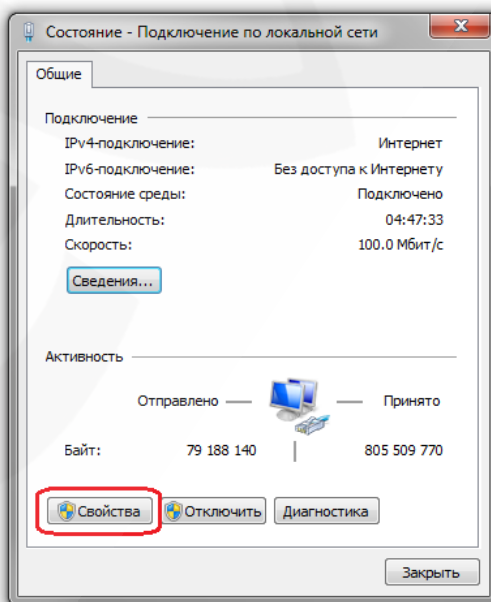 Состояние - Подключение по локальной сети
Общие
Подключение
IPv4-подключение: Интернет
IPv6-подключение: Без доступа к Интернету
Состояние среды: Подключено
Длительность: 04:47:33
Скорость: 100.0 Мбит/с
Сведения...
Активность
Отправлено — — Принято
Байт: 79 188 140 | 805 509 770
Свойства Отключить Диагностика
Закрыть